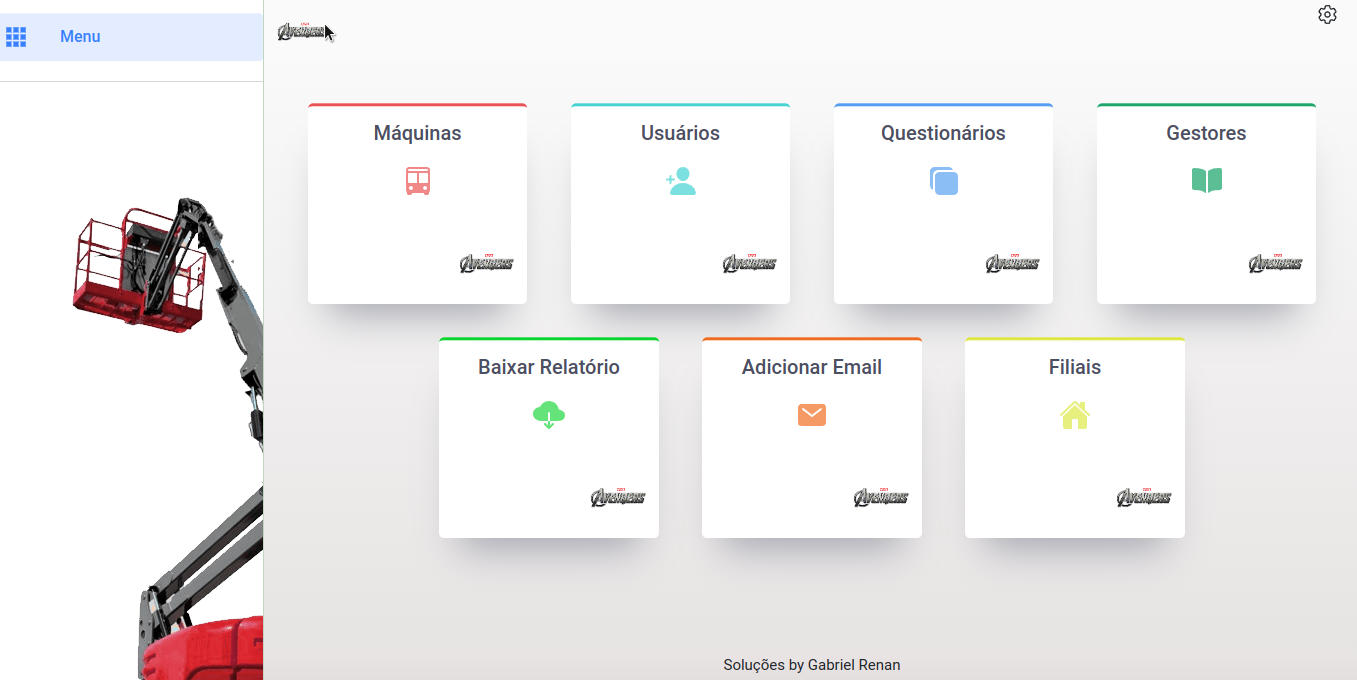 Menu
AVENGERS
Máquinas
Usuários
Questionários
Gestores
AVENGERS
AVENGERS
AVENGERS
AVENGERS
Baixar Relatório
Adicionar Email
Filiais
AVENGERS
AVENGERS
AVENGERS
Soluções by Gabriel Renan